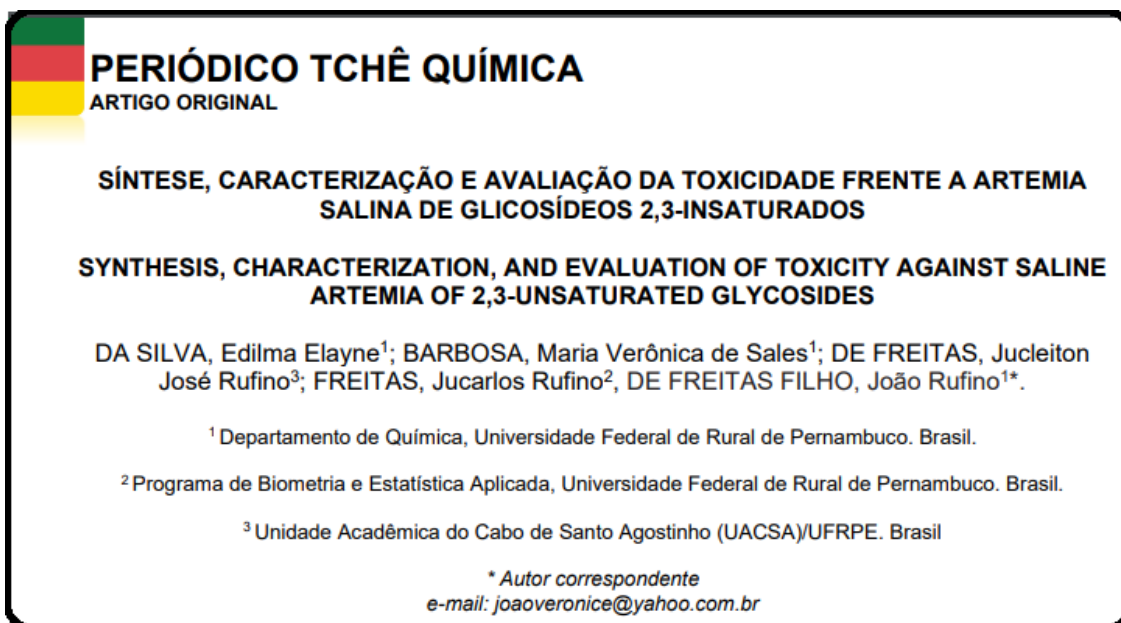 PERIÓDICO TCHÊ QUÍMICA
ARTIGO ORIGINAL
SÍNTESE, CARACTERIZAÇÃO E AVALIAÇÃO DA TOXICIDADE FRENTE A ARTEMIA
SALINA DE GLICOSÍDEOS 2,3-INSATURADOS
SYNTHESIS, CHARACTERIZATION, AND EVALUATION OF TOXICITY AGAINST SALINE
ARTEMIA OF 2,3-UNSATURATED GLYCOSIDES
DA SILVA, Edilma Elayne¹; BARBOSA, Maria Verônica de Sales¹; DE FREITAS, Jucleiton
José Rufino³; FREITAS, Jucarlos Rufino², DE FREITAS FILHO, João Rufino¹*.
¹ Departamento de Química, Universidade Federal de Rural de Pernambuco. Brasil.
² Programa de Biometria e Estatística Aplicada, Universidade Federal de Rural de Pernambuco. Brasil.
³ Unidade Acadêmica do Cabo de Santo Agostinho (UACSA)/UFRPE. Brasil
* Autor correspondente
e-mail: joaoveronice@yahoo.com.br